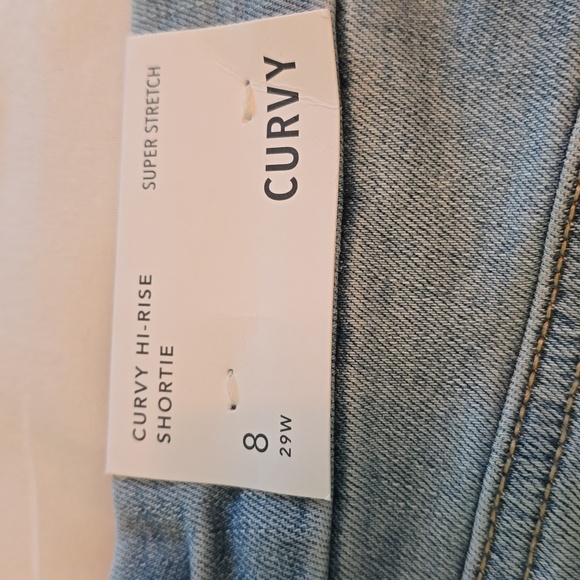 CURVY HI-RISE
SHORTIE
SUPER STRETCH
8
29W
CURVY